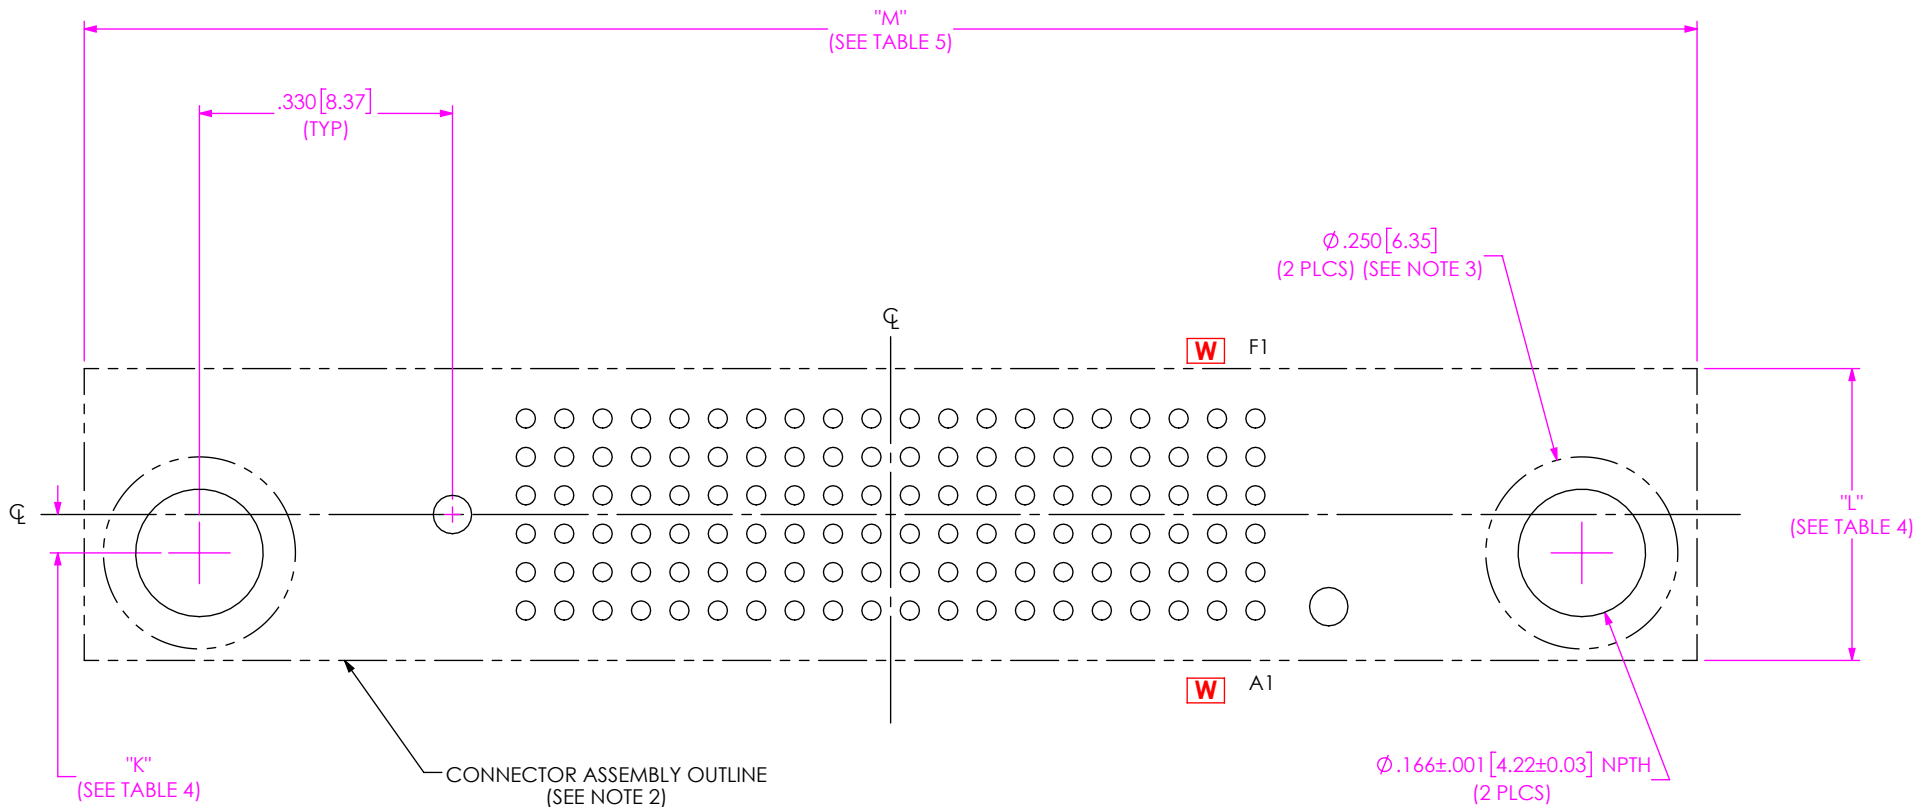 "M"
(SEE TABLE 5)
.330[8.37]
(TYP)
Ø.250[6.35]
(2 PLCS) (SEE NOTE 3)
℄
W F1
℄
"L"
(SEE TABLE 4)
W A1
"K"
(SEE TABLE 4)
CONNECTOR ASSEMBLY OUTLINE
(SEE NOTE 2)
Ø.166±.001[4.22±0.03] NPTH
(2 PLCS)